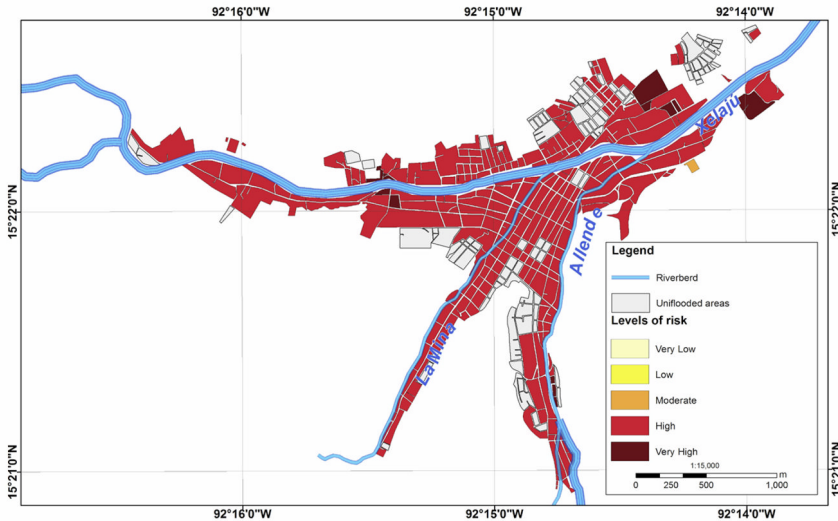 92°16'0"W 92°15'0"W 92°14'0"W
Xelajú
15°22'0"N 15°22'0"N
Allende
Legend
Riverberd
Uniflooded areas
Levels of risk
Very Low
Low
Moderate
High
Very High
La Mina
1:15,000
0 250 500 1,000 m
15°21'0"N 15°21'0"N
92°16'0"W 92°15'0"W 92°14'0"W